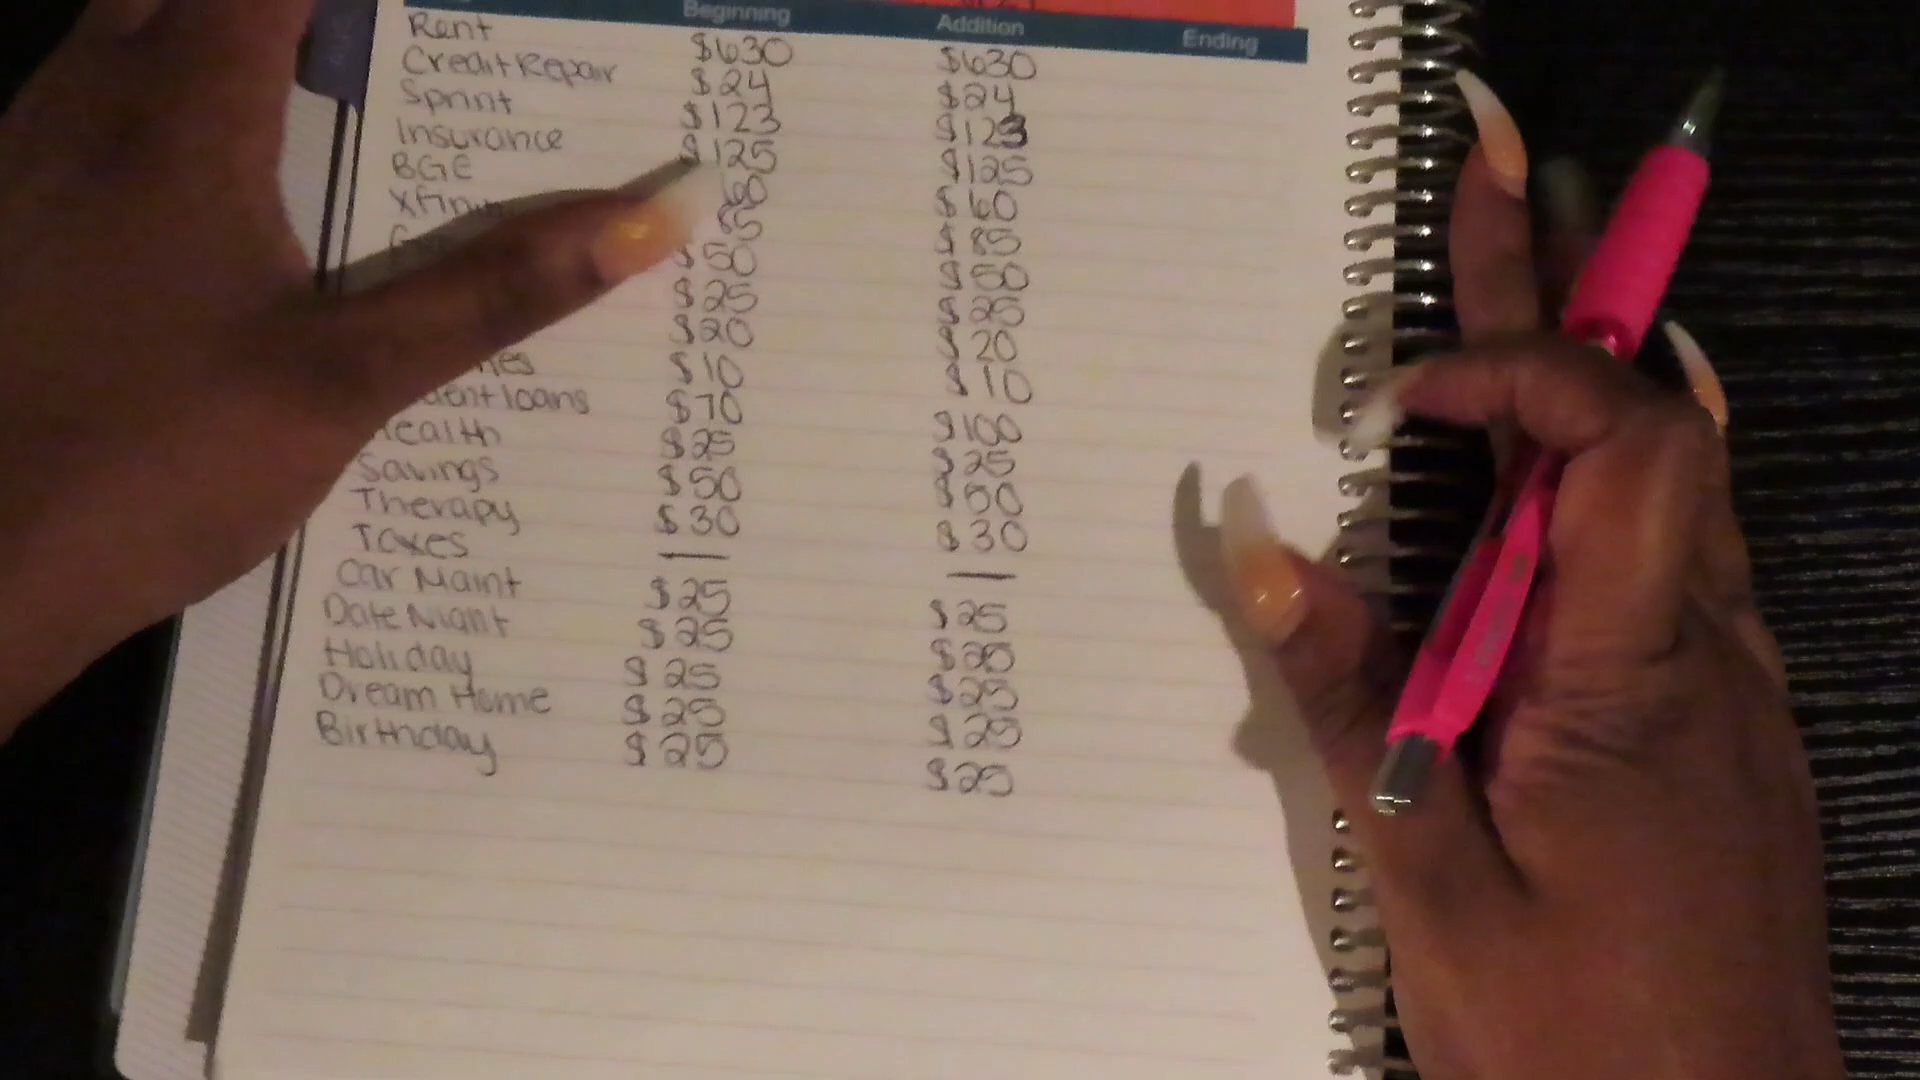 Beginning Addition Ending
Rent $630 $630
Credit Repair $24 $24
Sprint $123 $123
Insurance $125 $125
BGE $60
$85
$50 $50
$25 $25
$20 $20
$10 $10
loans $70 $100
Health $25 $25
Savings $50 $50
Therapy $30 $30
Taxes
Car Maint $25 $25
Date Night $25 $25
Holiday $25 $25
Dream Home $25 $25
Birthday $25 $25